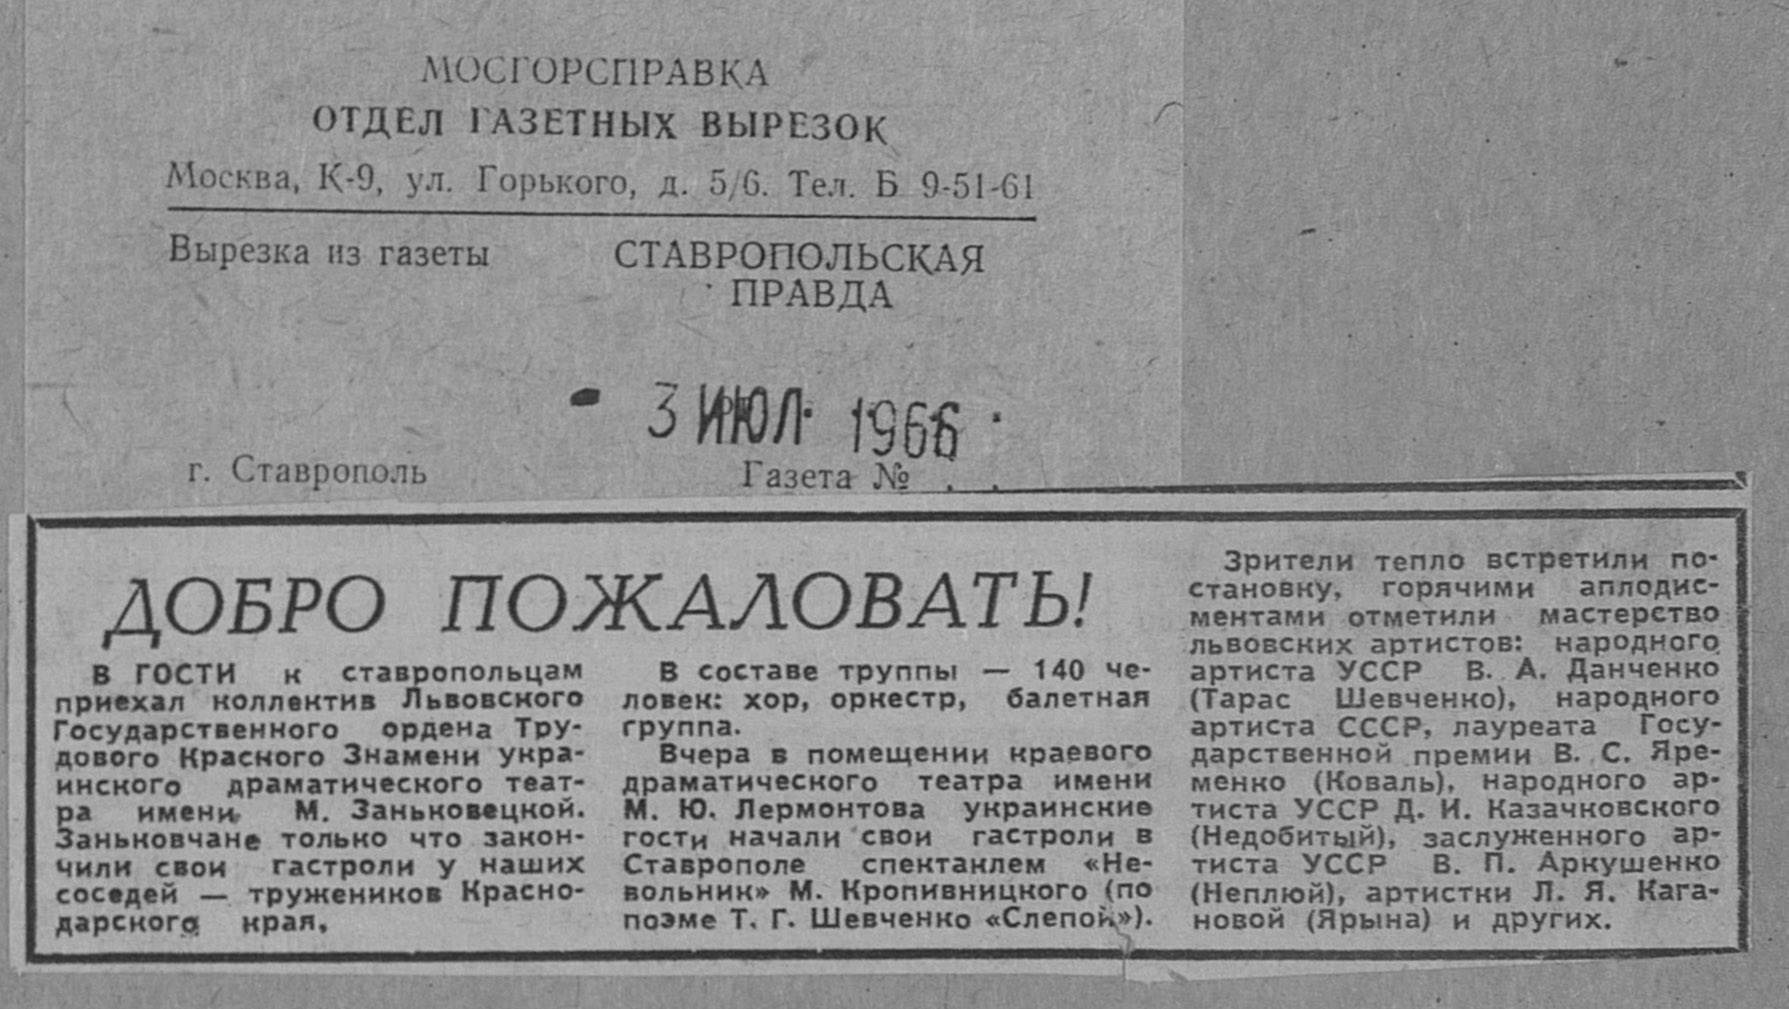 МОСГОРСПРАВКА
ОТДЕЛ ГАЗЕТНЫХ ВЫРЕЗОК
Москва, К-9, ул. Горького, д. 5/6. Тел. Б 9-51-61
Вырезка из газеты
СТАВРОПОЛЬСКАЯ
ПРАВДА
- 3 ИЮЛ 1966
г. Ставрополь
Газета № . .
ДОБРО ПОЖАЛОВАТЬ!
В ГОСТИ к ставропольцам
приехал коллектив Львовского
Государственного ордена Тру-
дового Красного Знамени укра-
инского драматического теат-
ра имени М. Заньковецкой.
Заньковчане только что закон-
чили свои гастроли у наших
соседей — тружеников Красно-
дарского края.
В составе труппы — 140 че-
ловек: хор, оркестр, балетная
группа.
Вчера в помещении краевого
драматического театра имени
М. Ю. Лермонтова украинские
гости начали свои гастроли в
Ставрополе спектаклем «Не-
вольник» М. Кропивницкого (по
поэме Т. Г. Шевченко «Слепой»).
Зрители тепло встретили по-
становку, горячими аплодис-
ментами отметили мастерство
львовских артистов: народного
артиста УССР В. А. Данченко
(Тарас Шевченко), народного
артиста СССР, лауреата Госу-
дарственной премии В. С. Яре-
менко (Коваль), народного ар-
тиста УССР Д. И. Казачковского
(Недобитый), заслуженного ар-
тиста УССР В. П. Аркушенко
(Неплюй), артистки Л. Я. Кага-
новой (Ярына) и других.